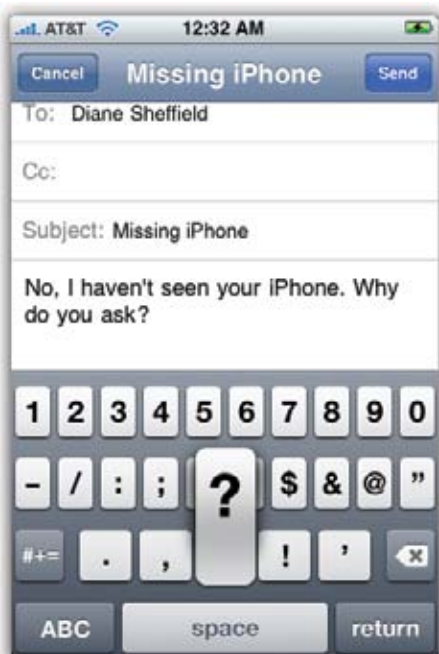 AT&T 12:32 AM
Cancel Missing iPhone Send
To: Diane Sheffield
Cc:
Subject: Missing iPhone
No, I haven't seen your iPhone. Why
do you ask?
1 2 3 4 5 6 7 8 9 0
- / : ; $ & @ "
#+= . , ? ! '
ABC space return